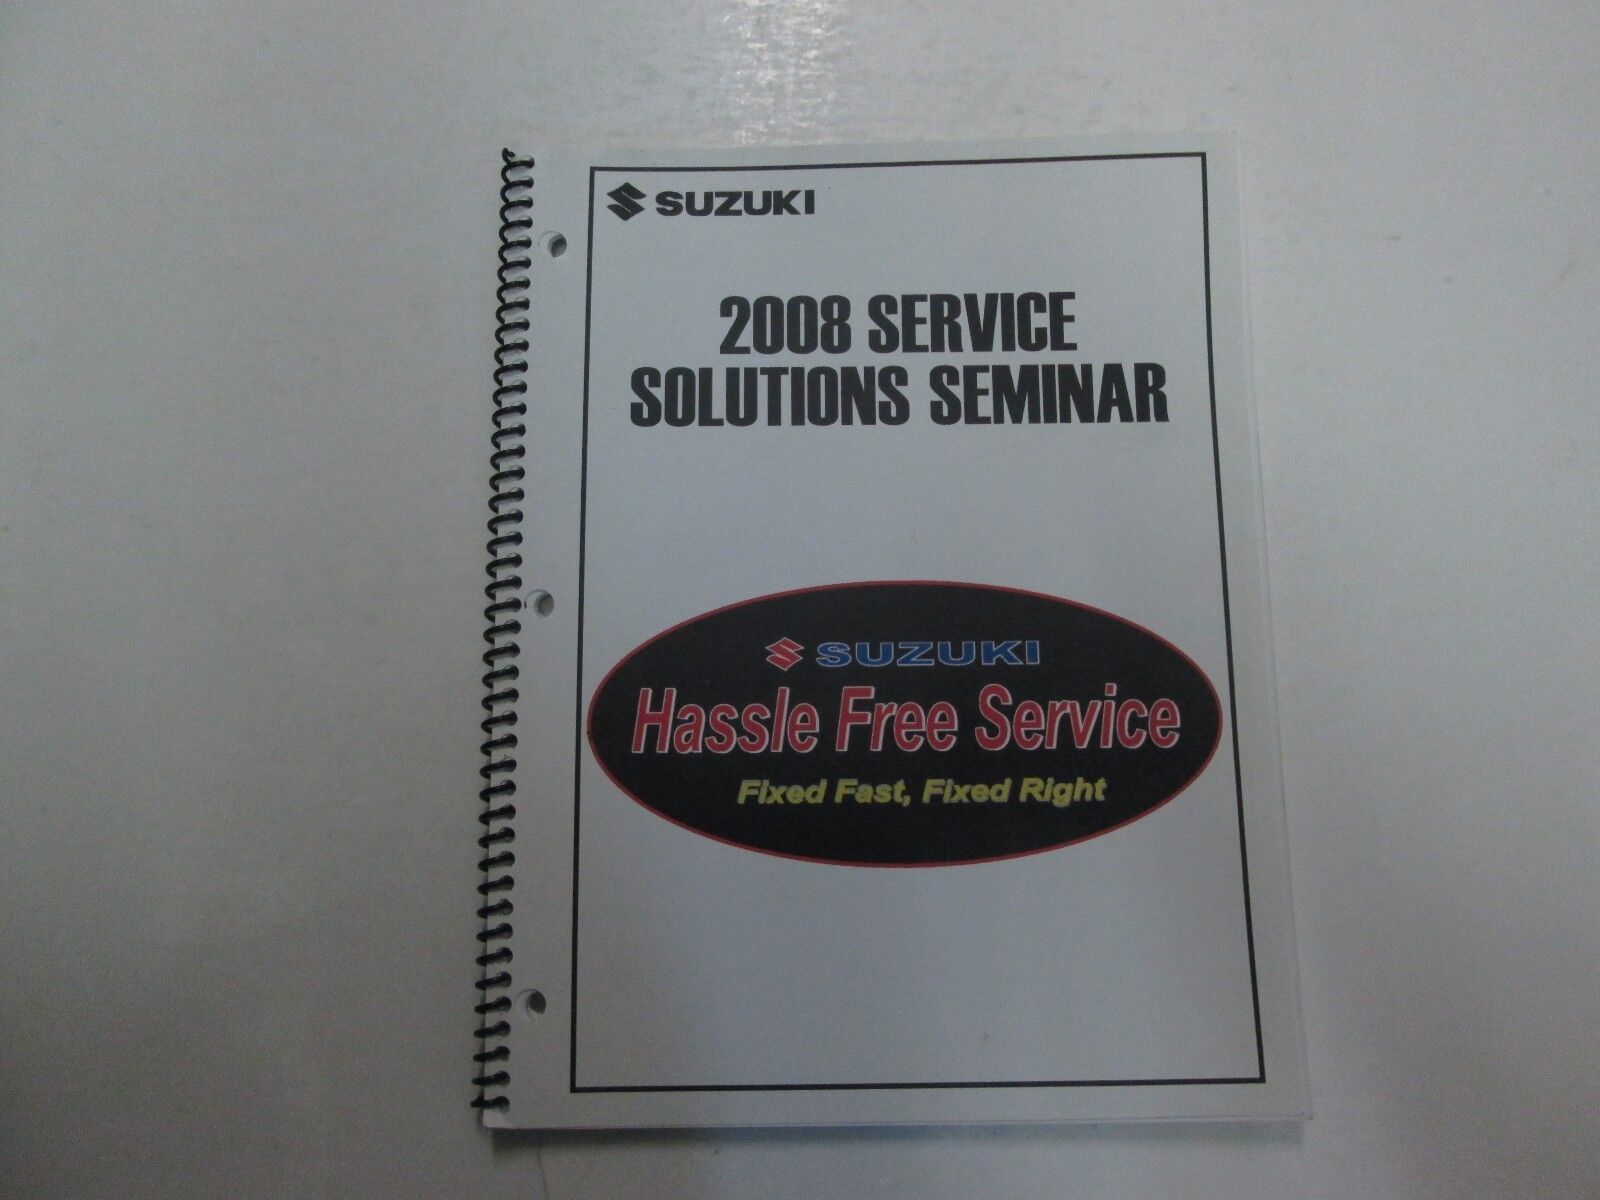 SUZUKI
2008 SERVICE
SOLUTIONS SEMINAR
SUZUKI
Hassle Free Service
Fixed Fast, Fixed Right